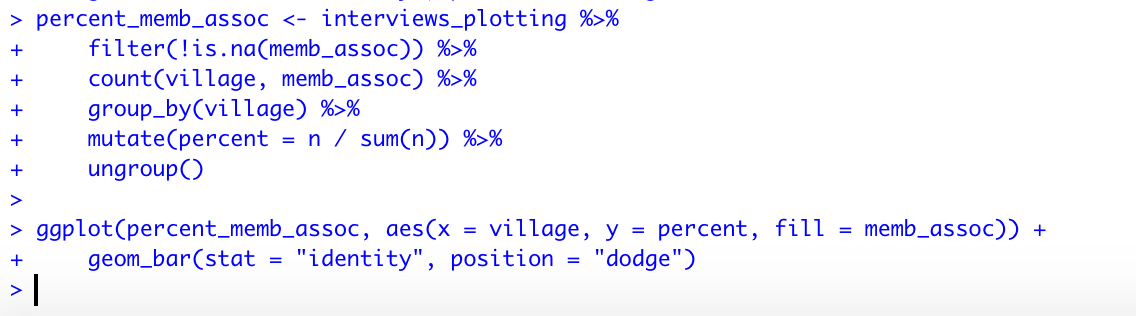 > percent_memb_assoc <- interviews_plotting %>%
+     filter(!is.na(memb_assoc)) %>%
+     count(village, memb_assoc) %>%
+     group_by(village) %>%
+     mutate(percent = n / sum(n)) %>%
+     ungroup()
>
> ggplot(percent_memb_assoc, aes(x = village, y = percent, fill = memb_assoc)) +
+     geom_bar(stat = "identity", position = "dodge")
>